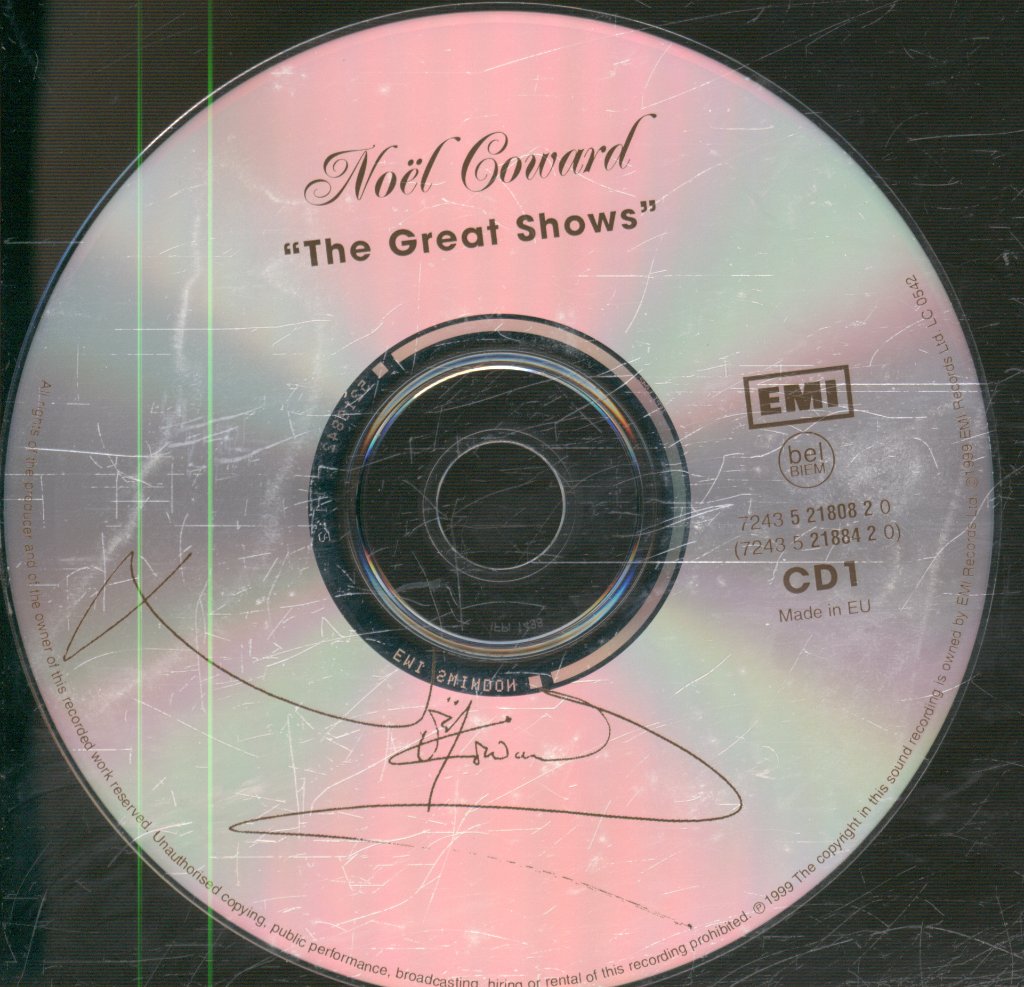 Noël Coward
“The Great Shows”
EMI
bel
BIEM
7243 5 21808 2 0
(7243 5 21884 2 0)
CD1
Made in EU
EMI SWINDON
All rights of the producer and of the owner of this recorded work reserved. Unauthorised copying, public performance, broadcasting, hiring or rental of this recording prohibited. ℗ 1999 The copyright in this sound recording is owned by EMI Records Ltd. ©1999 EMI Records Ltd. LC 0542
Noël Coward